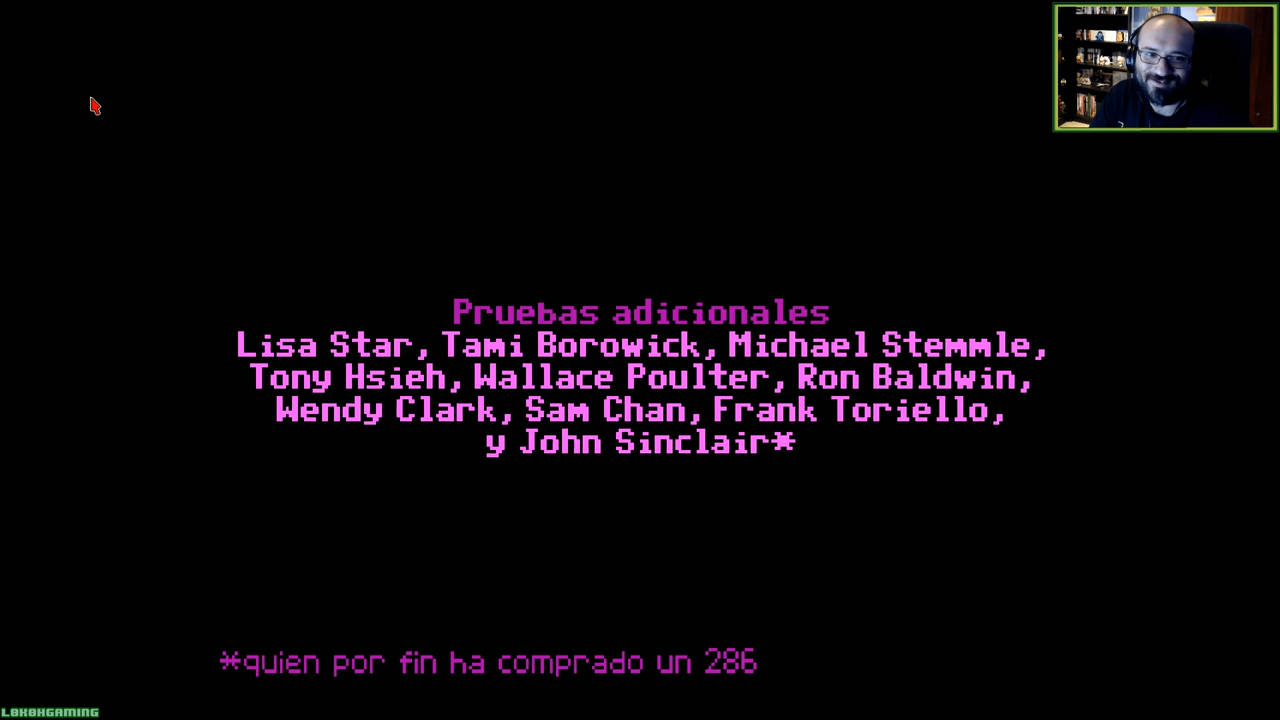 Pruebas adicionales
Lisa Star, Tami Borowick, Michael Stemmle,
Tony Hsieh, Wallace Poulter, Ron Baldwin,
Wendy Clark, Sam Chan, Frank Toriello,
y John Sinclair*
*quien por fin ha comprado un 286
L0K0XGAMING